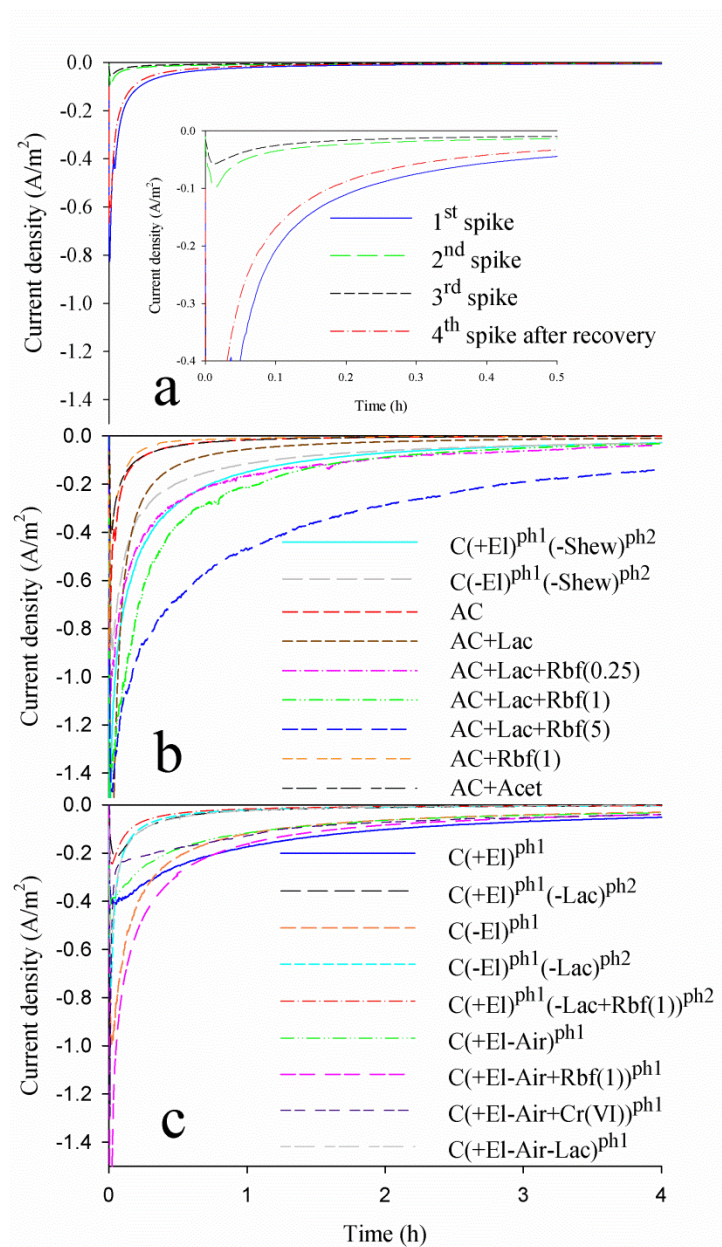 0.0
-0.2
-0.4
-0.6
-0.8
-1.0
-1.2
-1.4
Current density (A/m²)
0.0
-0.1
-0.2
-0.3
-0.4
Current density (A/m²)
1st spike
2nd spike
3rd spike
4th spike after recovery
0.0 0.1 0.2 0.3 0.4 0.5
Time (h)
a
0.0
-0.2
-0.4
-0.6
-0.8
-1.0
-1.2
-1.4
Current density (A/m²)
C(+El)ph1(-Shew)ph2
C(-El)ph1(-Shew)ph2
AC
AC+Lac
AC+Lac+Rbf(0.25)
AC+Lac+Rbf(1)
AC+Lac+Rbf(5)
AC+Rbf(1)
AC+Acet
b
0.0
-0.2
-0.4
-0.6
-0.8
-1.0
-1.2
-1.4
Current density (A/m²)
C(+El)ph1
C(+El)ph1(-Lac)ph2
C(-El)ph1
C(-El)ph1(-Lac)ph2
C(+El)ph1(-Lac+Rbf(1))ph2
C(+El-Air)ph1
C(+El-Air+Rbf(1))ph1
C(+El-Air+Cr(VI))ph1
C(+El-Air-Lac)ph1
c
0 1 2 3 4
Time (h)